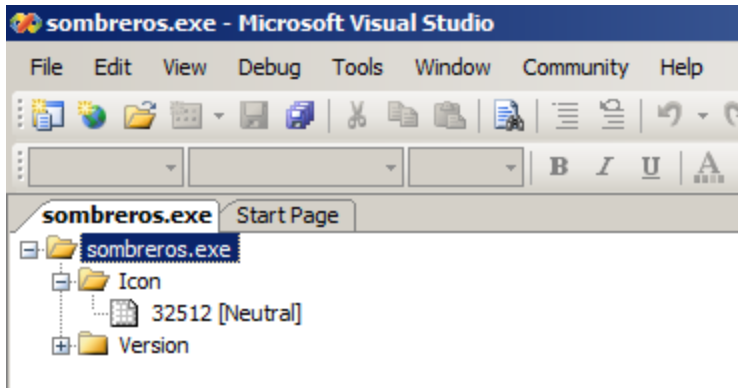 sombreros.exe - Microsoft Visual Studio
File Edit View Debug Tools Window Community Help
B I U A
sombreros.exe Start Page
sombreros.exe
Icon
32512 [Neutral]
Version